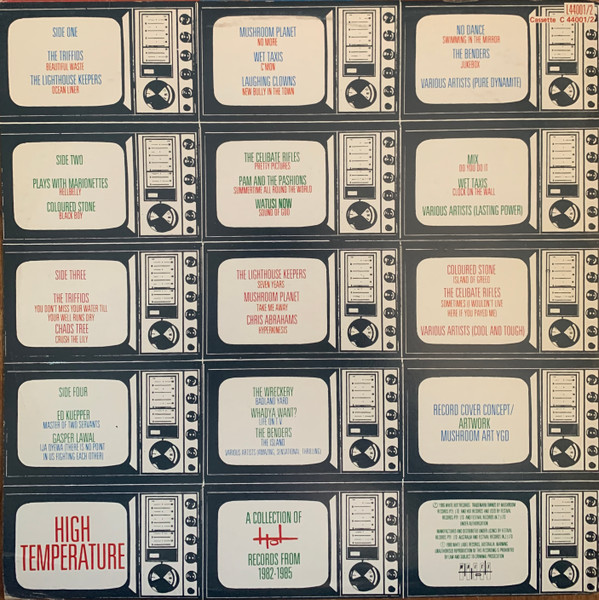 L44001/2
Cassette C 44001/2
SIDE ONE
THE TRIFFIDS
BEAUTIFUL WASTE
THE LIGHTHOUSE KEEPERS
OCEAN LINER
MUSHROOM PLANET
NO MORE
WET TAXIS
C'MON
LAUGHING CLOWNS
NEW BULLY IN THE TOWN
NO DANCE
SWIMMING IN THE MIRROR
THE BENDERS
JUKEBOX
VARIOUS ARTISTS (PURE DYNAMITE)
SIDE TWO
PLAYS WITH MARIONETTES
HELLBELLY
COLOURED STONE
BLACK BOY
THE CELIBATE RIFLES
PRETTY PICTURES
PAM AND THE PASHIONS
SUMMERTIME ALL ROUND THE WORLD
WATUSI NOW
SOUND OF GOD
MIX
DO YOU DO IT
WET TAXIS
CLOCK ON THE WALL
VARIOUS ARTISTS (LASTING POWER)
SIDE THREE
THE TRIFFIDS
YOU DON'T MISS YOUR WATER TILL
YOUR WELL RUNS DRY
CHADS TREE
CRUSH THE LILY
THE LIGHTHOUSE KEEPERS
SEVEN YEARS
MUSHROOM PLANET
TAKE ME AWAY
CHRIS ABRAHAMS
HYPERKINESIS
COLOURED STONE
ISLAND OF GREED
THE CELIBATE RIFLES
SOMETIMES (I WOULDN'T LIVE
HERE IF YOU PAYED ME)
VARIOUS ARTISTS (COOL AND TOUGH)
SIDE FOUR
ED KUEPPER
MASTER OF TWO SERVANTS
GASPER LAWAL
IJA OYEWA (THERE IS NO POINT
IN US FIGHTING EACH OTHER)
THE WRECKERY
BADLAND YARD
WHADYA WANT?
LIFE ON T.V.
THE BENDERS
THE ISLAND
VARIOUS ARTISTS (AMAZING, SENSATIONAL, THRILLING)
RECORD COVER CONCEPT/
ARTWORK
MUSHROOM ART YGD
HIGH
TEMPERATURE
A COLLECTION OF
Hot
RECORDS FROM
1982-1985